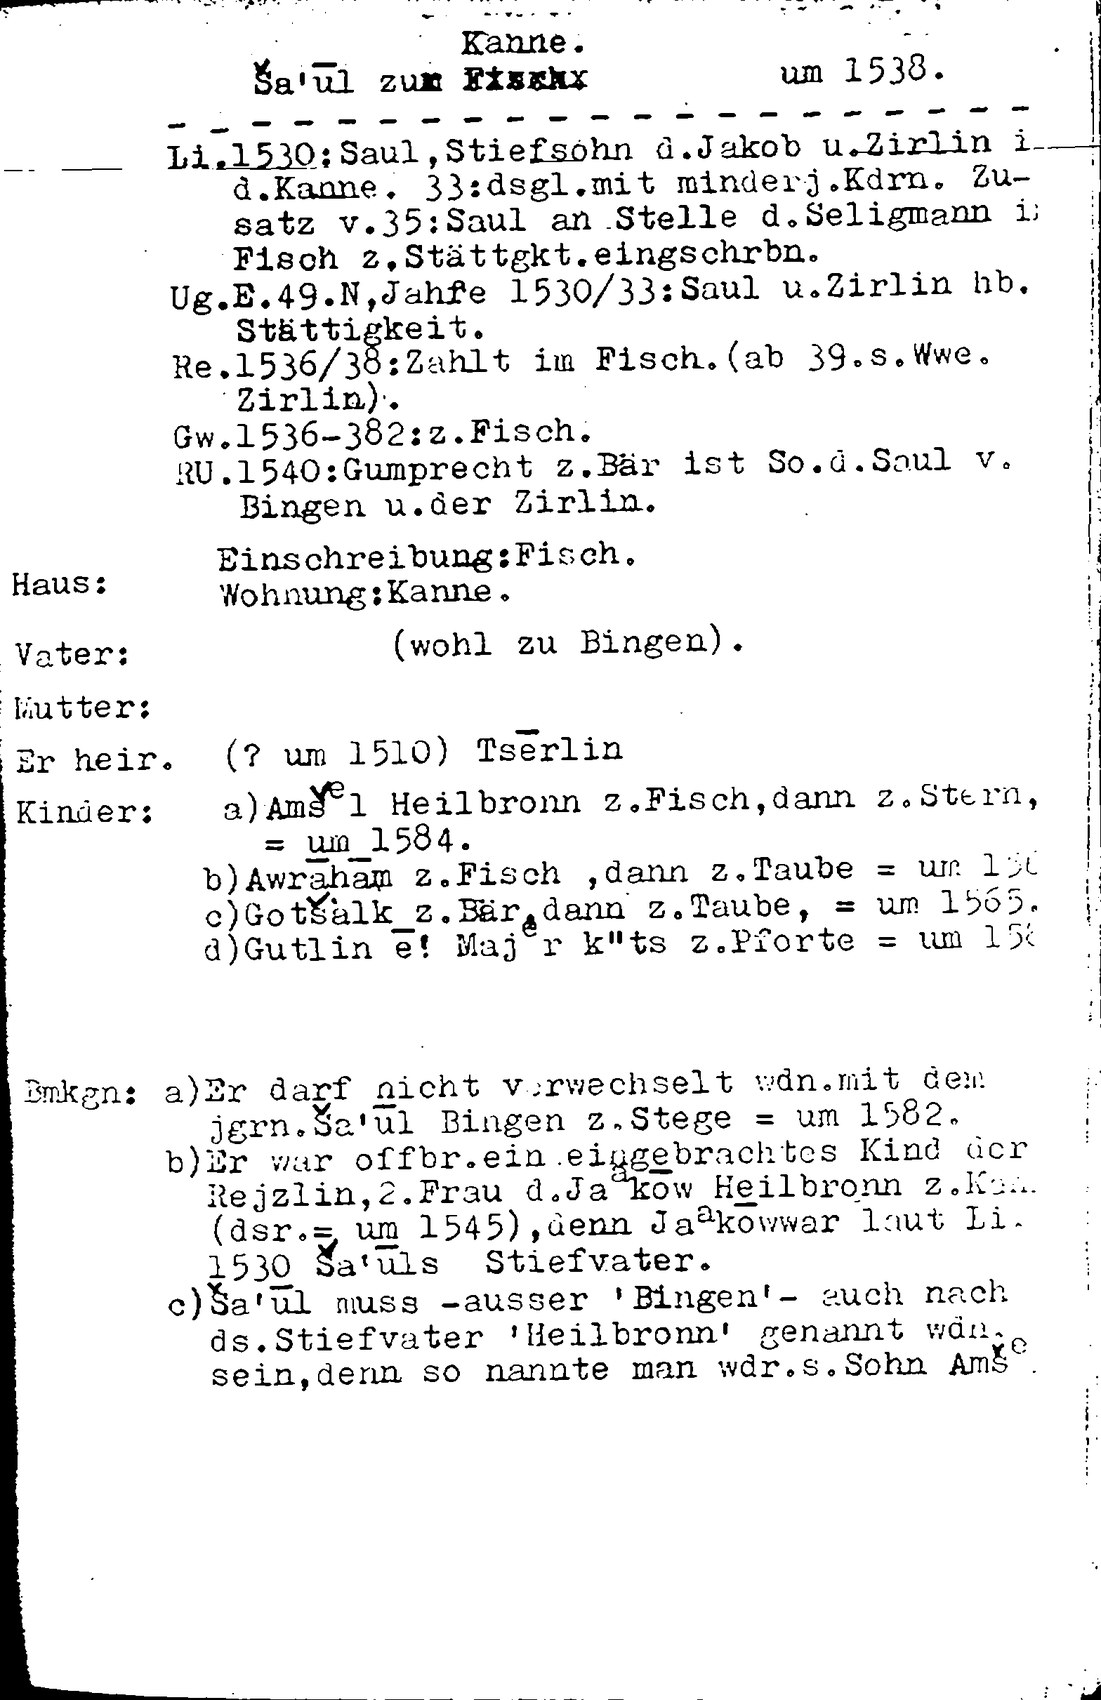 Kanne.
Ša'ūl zur Fisch um 1538.
Li.1530:Saul,Stiefsohn d.Jakob u.Zirlin i
d.Kanne. 33:dsgl.mit minderj.Kdrn. Zu-
satz v.35:Saul an Stelle d.Seligmann i
Fisch z.Stättgkt.eingschrbn.
Ug.E.49.N,Jahre 1530/33:Saul u.Zirlin hb.
Stättigkeit.
Re.1536/38:Zahlt im Fisch.(ab 39.s.Wwe.
Zirlin).
Gw.1536-382:z.Fisch.
RU.1540:Gumprecht z.Bär ist So.d.Saul v.
Bingen u.der Zirlin.
Einschreibung:Fisch.
Haus: Wohnung:Kanne.
Vater: (wohl zu Bingen).
Mutter:
Er heir. (? um 1510) Tsērlin
Kinder: a)Amšel Heilbronn z.Fisch,dann z.Stern,
= um 1584.
b)Awrāhām z.Fisch ,dann z.Taube = um
c)Gotšalk z.Bär,dann z.Taube, = um 1565.
d)Gutlin ē! Majer k"ts z.Pforte = um
Bmkgn: a)Er darf nicht verwechselt wdn.mit dem
jgrn.Ša'ūl Bingen z.Stege = um 1582.
b)Er war offbr.ein eingebrachtes Kind der
Rejzlin,2.Frau d.Jaakōw Heilbronn z.Kan
(dsr.= um 1545),denn Jaakōwwar laut Li.
1530 Ša'ūls Stiefvater.
c)Ša'ūl muss -ausser 'Bingen'- auch nach
ds.Stiefvater 'Heilbronn' genannt wdn.
sein,denn so nannte man wdr.s.Sohn Amše